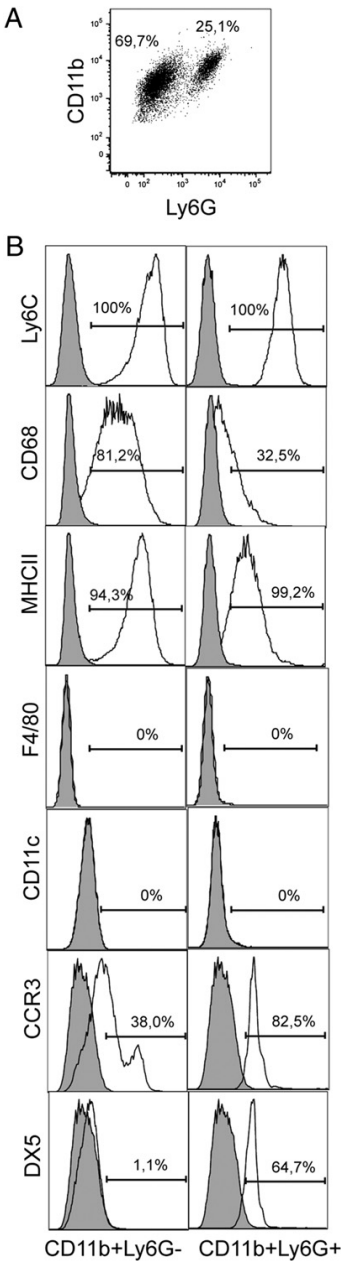 A
69,7%
25,1%
CD11b
10⁵
10⁴
10³
10²
0
0 10² 10³ 10⁴ 10⁵
Ly6G
B
Ly6C
100%
100%
CD68
81,2%
32,5%
MHCII
94,3%
99,2%
F4/80
0%
0%
CD11c
0%
0%
CCR3
38,0%
82,5%
DX5
1,1%
64,7%
CD11b+Ly6G- CD11b+Ly6G+